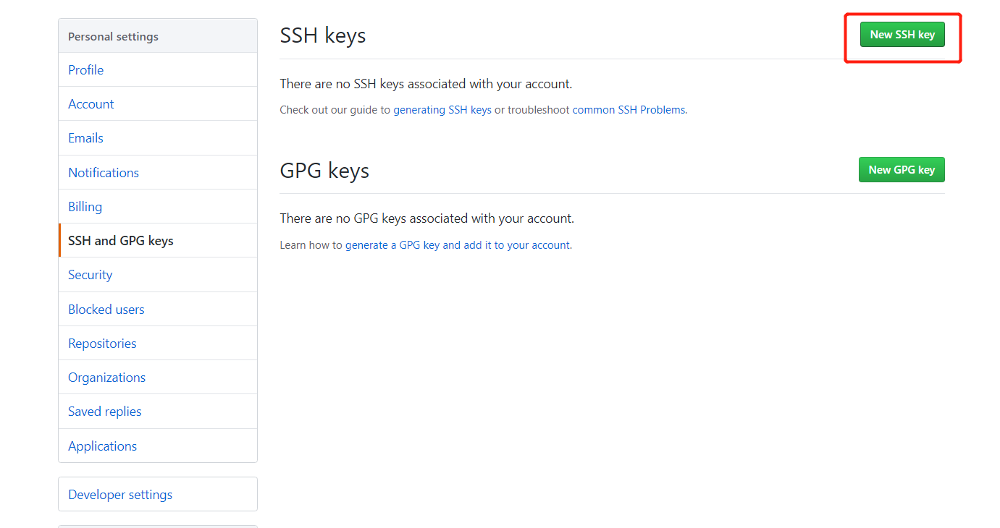 Personal settings
Profile
Account
Emails
Notifications
Billing
SSH and GPG keys
Security
Blocked users
Repositories
Organizations
Saved replies
Applications
Developer settings
SSH keys
New SSH key
There are no SSH keys associated with your account.
Check out our guide to generating SSH keys or troubleshoot common SSH Problems.
GPG keys
New GPG key
There are no GPG keys associated with your account.
Learn how to generate a GPG key and add it to your account.